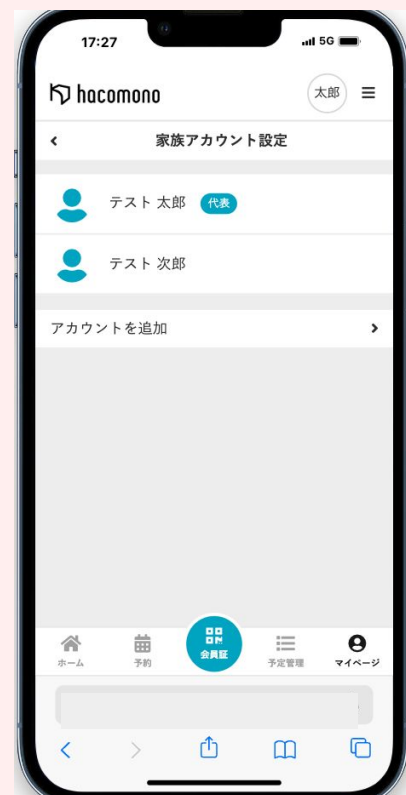 17:27
5G
hacomono
太郎
家族アカウント設定
テスト 太郎 代表
テスト 次郎
アカウントを追加
ホーム
予約
会員証
予定管理
マイページ